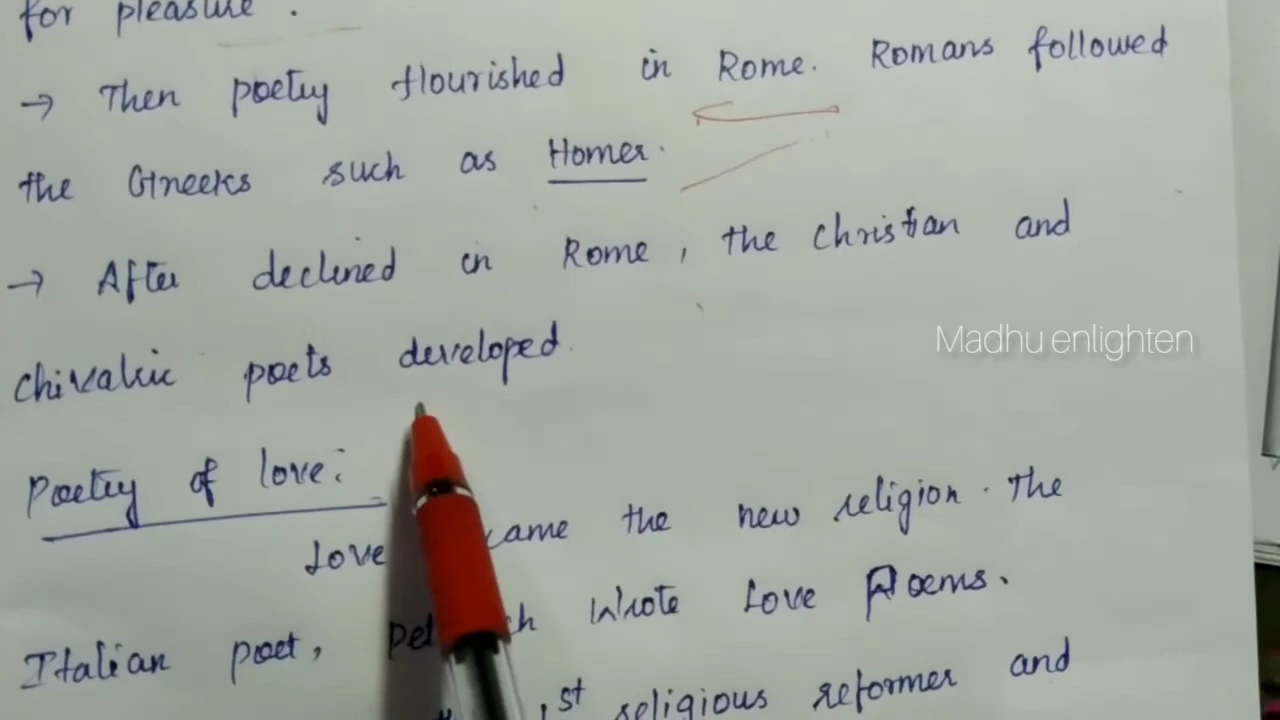 for pleasure.
→ Then poetry flourished in Rome. Romans followed
the Greeks such as Homer.
→ After declined in Rome, the Christian and
chivalric poets developed.
Madhu enlighten
Poetry of love:
Love the new religion. The
Italian poet, wrote Love Poems.
1st religious reformer and